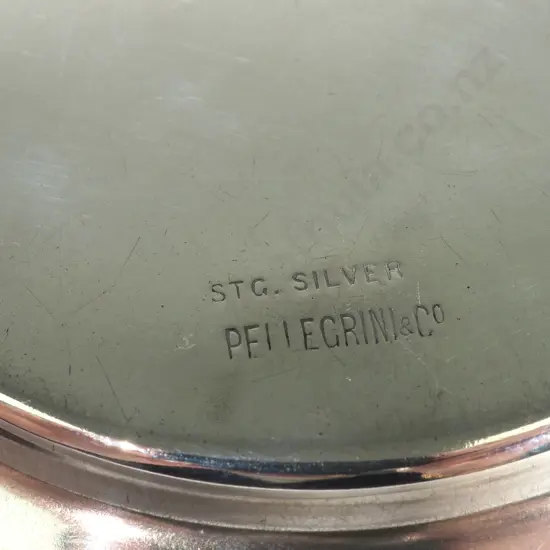 STG. SILVER
PELLEGRINI & Co